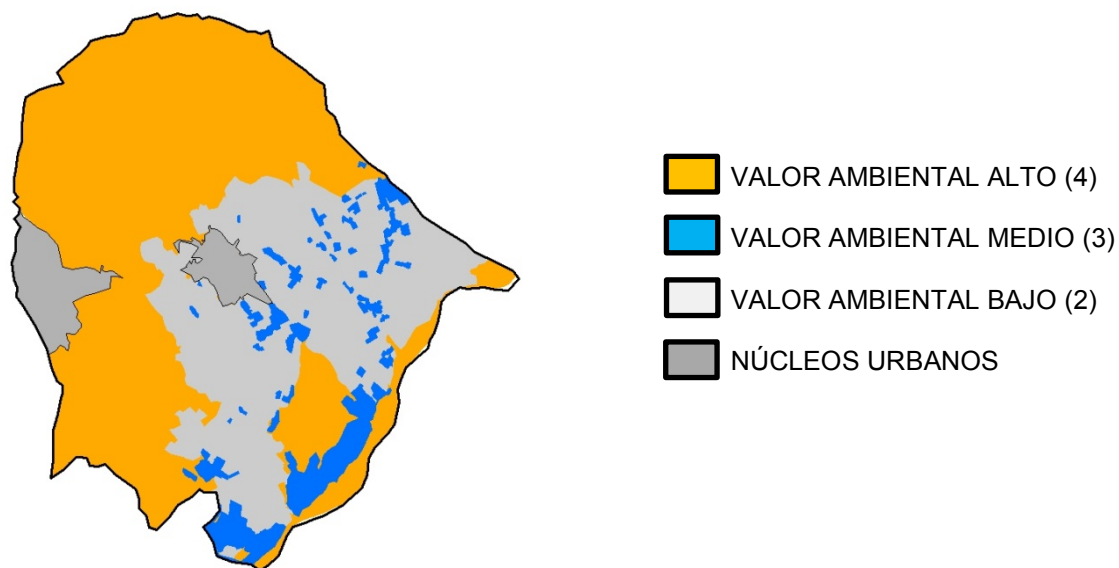 VALOR AMBIENTAL ALTO (4)
VALOR AMBIENTAL MEDIO (3)
VALOR AMBIENTAL BAJO (2)
NÚCLEOS URBANOS